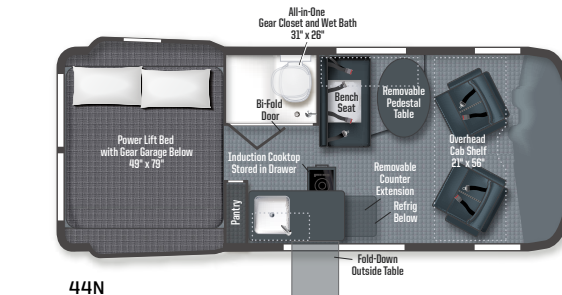 All-in-One
Gear Closet and Wet Bath
31" x 26"
Bi-Fold
Door
Bench
Seat
Removable
Pedestal
Table
Power Lift Bed
with Gear Garage Below
49" x 79"
Induction Cooktop
Stored in Drawer
Overhead
Cab Shelf
21" x 56"
Removable
Counter
Extension
Refrig
Below
Pantry
Fold-Down
Outside Table
44N